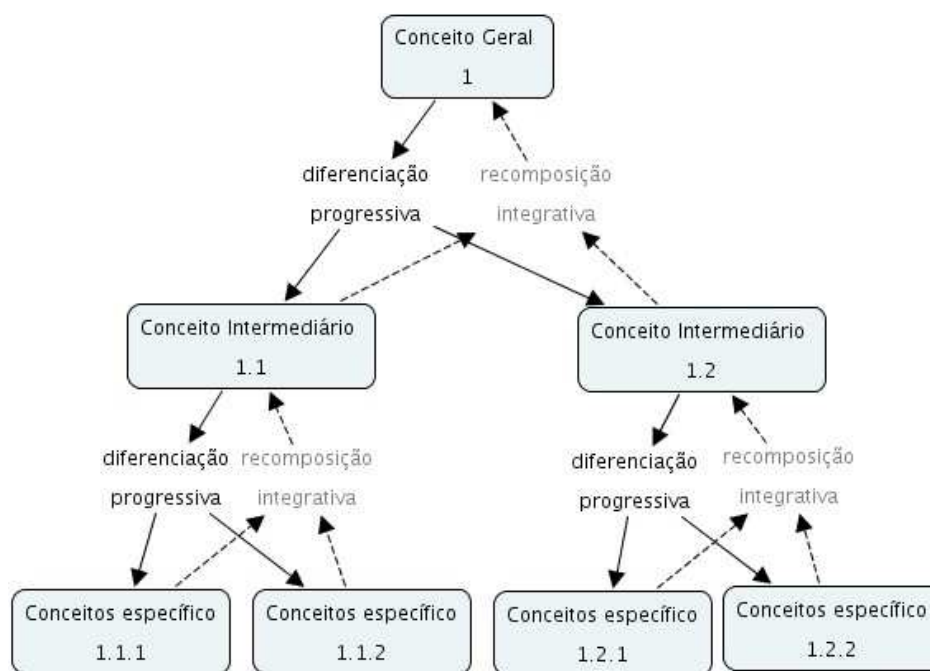 Conceito Geral
1
diferenciação
progressiva
recomposição
integrativa
Conceito Intermediário
1.1
Conceito Intermediário
1.2
diferenciação
progressiva
recomposição
integrativa
diferenciação
progressiva
recomposição
integrativa
Conceitos específico
1.1.1
Conceitos específico
1.1.2
Conceitos específico
1.2.1
Conceitos específico
1.2.2